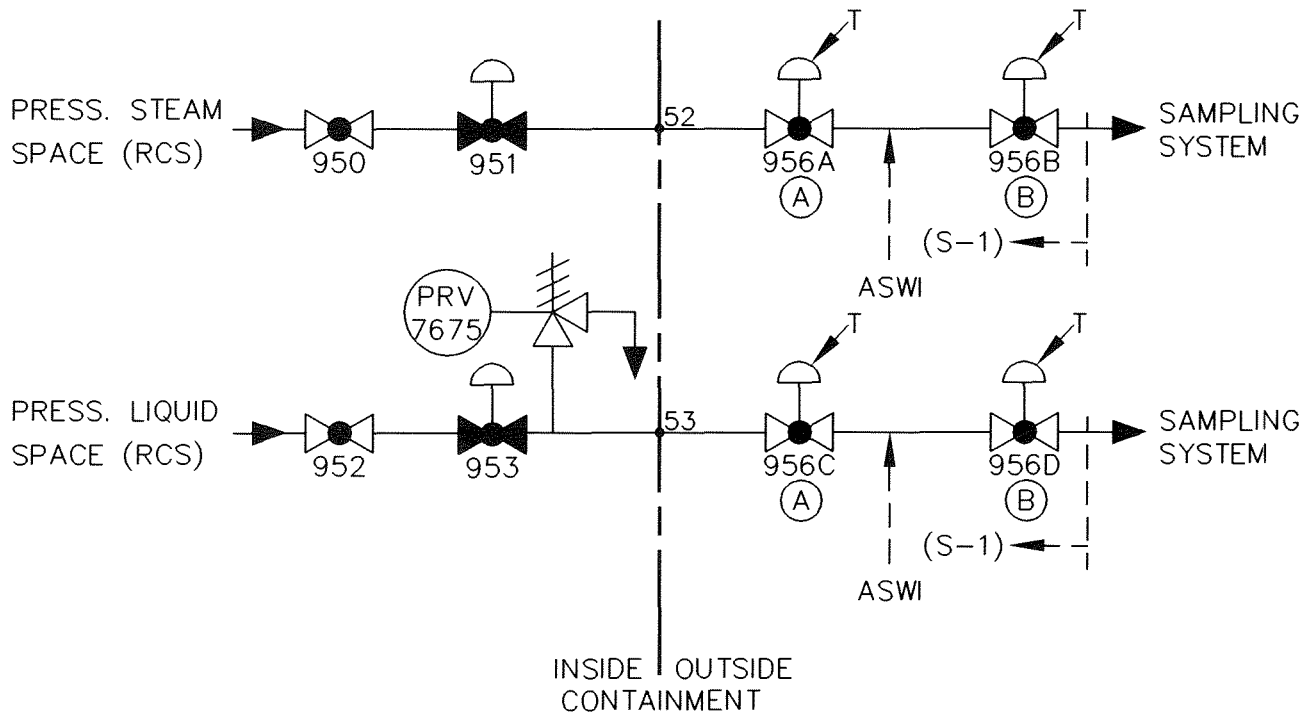 T
T
PRESS. STEAM
SPACE (RCS)
950
951
52
956A
A
956B
B
SAMPLING
SYSTEM
(S-1)
ASWI
PRV
7675
T
T
PRESS. LIQUID
SPACE (RCS)
952
953
53
956C
A
956D
B
SAMPLING
SYSTEM
(S-1)
ASWI
INSIDE OUTSIDE
CONTAINMENT